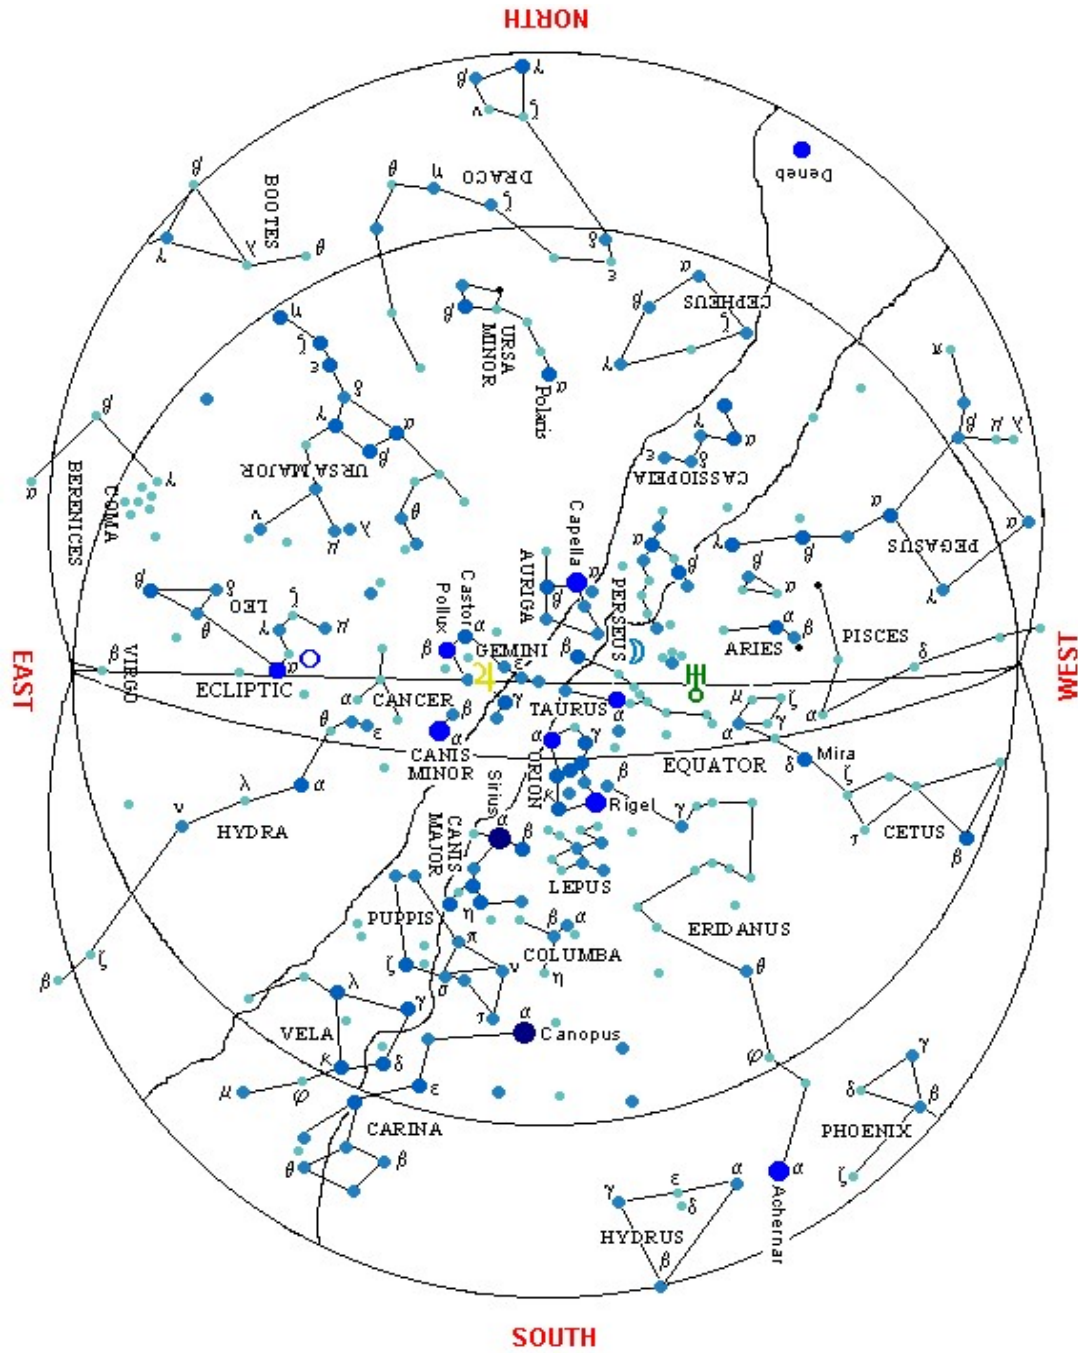 NORTH
γ
β
ν
ζ
Deneb
DRACO
η
θ
ζ
β
BOOTES
γ
λ
θ
δ
ε
α
CEPHEUS
β
ζ
γ
β
URSA
MINOR
α
Polaris
η
ζ
ε
δ
γ
α
β
URSA MAJOR
ν
μ
λ
π
β
μ
λ
α
γ
α
δ
ε
CASSIOPEIA
β
α
γ
COMA
BERENICES
α
α
PEGASUS
β
γ
γ
Capella
α
AURIGA
β
PERSEIS
β
β
α
β
δ
LEO
θ
ζ
γ
μ
α
Castor
Pollux
α
β
GEMINI
ε
β
α
β
ARIES
PISCES
δ
α
EAST
WEST
β
VIRGO
ECLIPTIC
CANCER
α
γ
TAURUS
α
μ
ζ
γ
α
δ
Mira
θ
ε
β
α
CANIS
MINOR
α
ORION
γ
κ
β
Rigel
EQUATOR
ζ
τ
CETUS
β
ν
λ
α
HYDRA
ζ
β
Sirius
α
β
CANIS
MAJOR
η
LEPUS
γ
ERIDANUS
θ
φ
β
α
COLUMBA
η
PUPPIS
π
ζ
σ
ν
τ
α
Canopus
λ
γ
VELA
κ
δ
μ
φ
ε
CARINA
β
θ
γ
δ
β
PHOENIX
ζ
α
Achernar
ε
α
γ
δ
HYDRUS
β
SOUTH